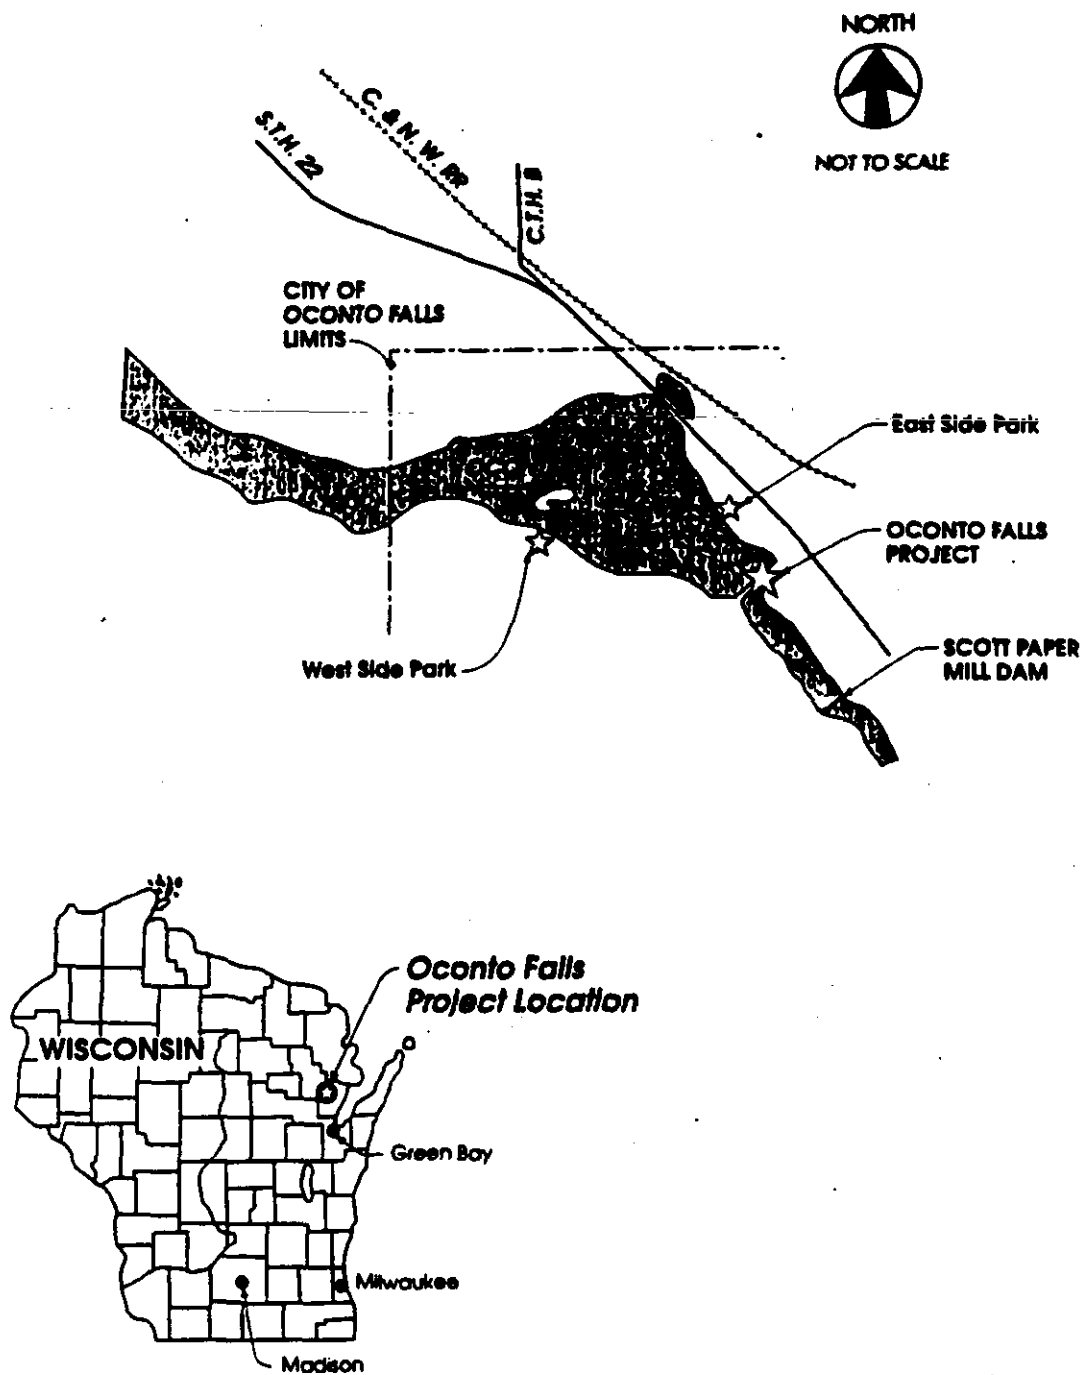 NORTH
NOT TO SCALE
C. & N. W. RR
S.T.H. 22
C.T.H. B
CITY OF
OCONTO FALLS
LIMITS
East Side Park
OCONTO FALLS
PROJECT
West Side Park
SCOTT PAPER
MILL DAM
Oconto Falls
Project Location
WISCONSIN
Green Bay
Milwaukee
Madison